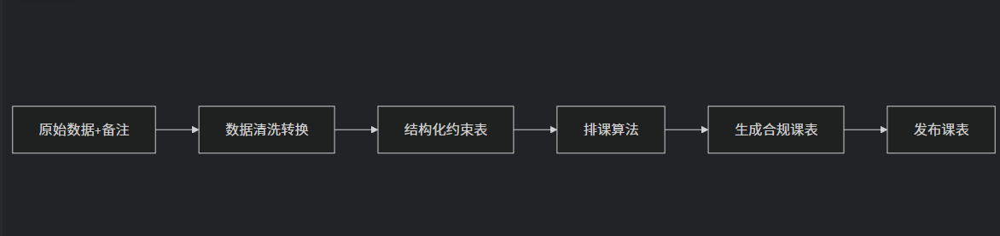 原始数据+备注
数据清洗转换
结构化约束表
排课算法
生成合规课表
发布课表